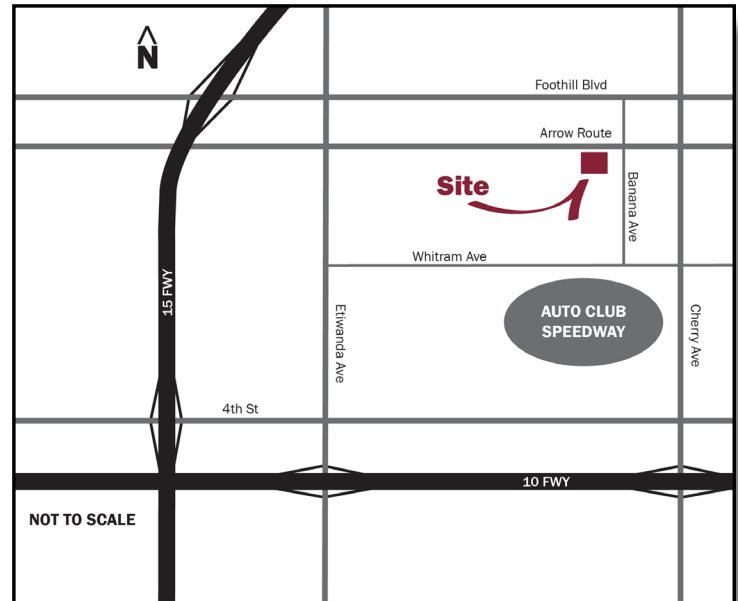 N
Foothill Blvd
Arrow Route
Site
Banana Ave
Whitram Ave
15 FWY
Etiwanda Ave
AUTO CLUB
SPEEDWAY
Cherry Ave
4th St
10 FWY
NOT TO SCALE